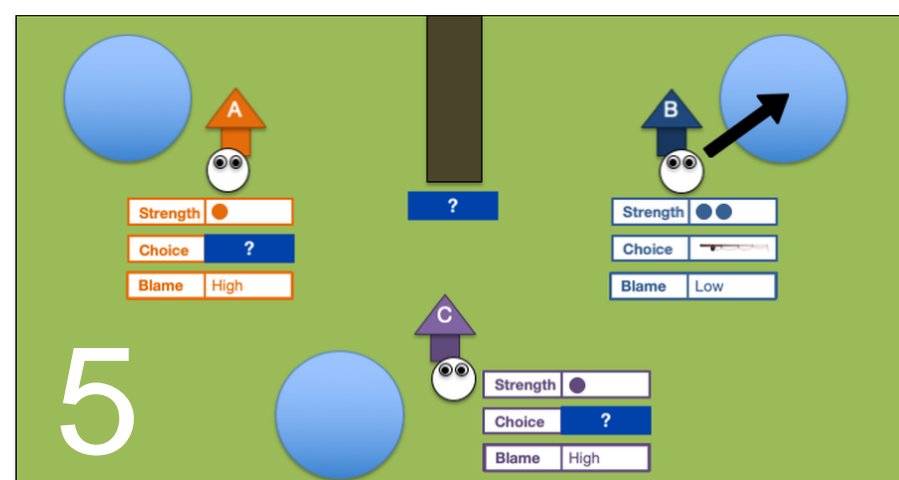 A
B
?
Strength
Choice ?
Blame High
Strength
Choice
Blame Low
C
Strength
Choice ?
Blame High
5